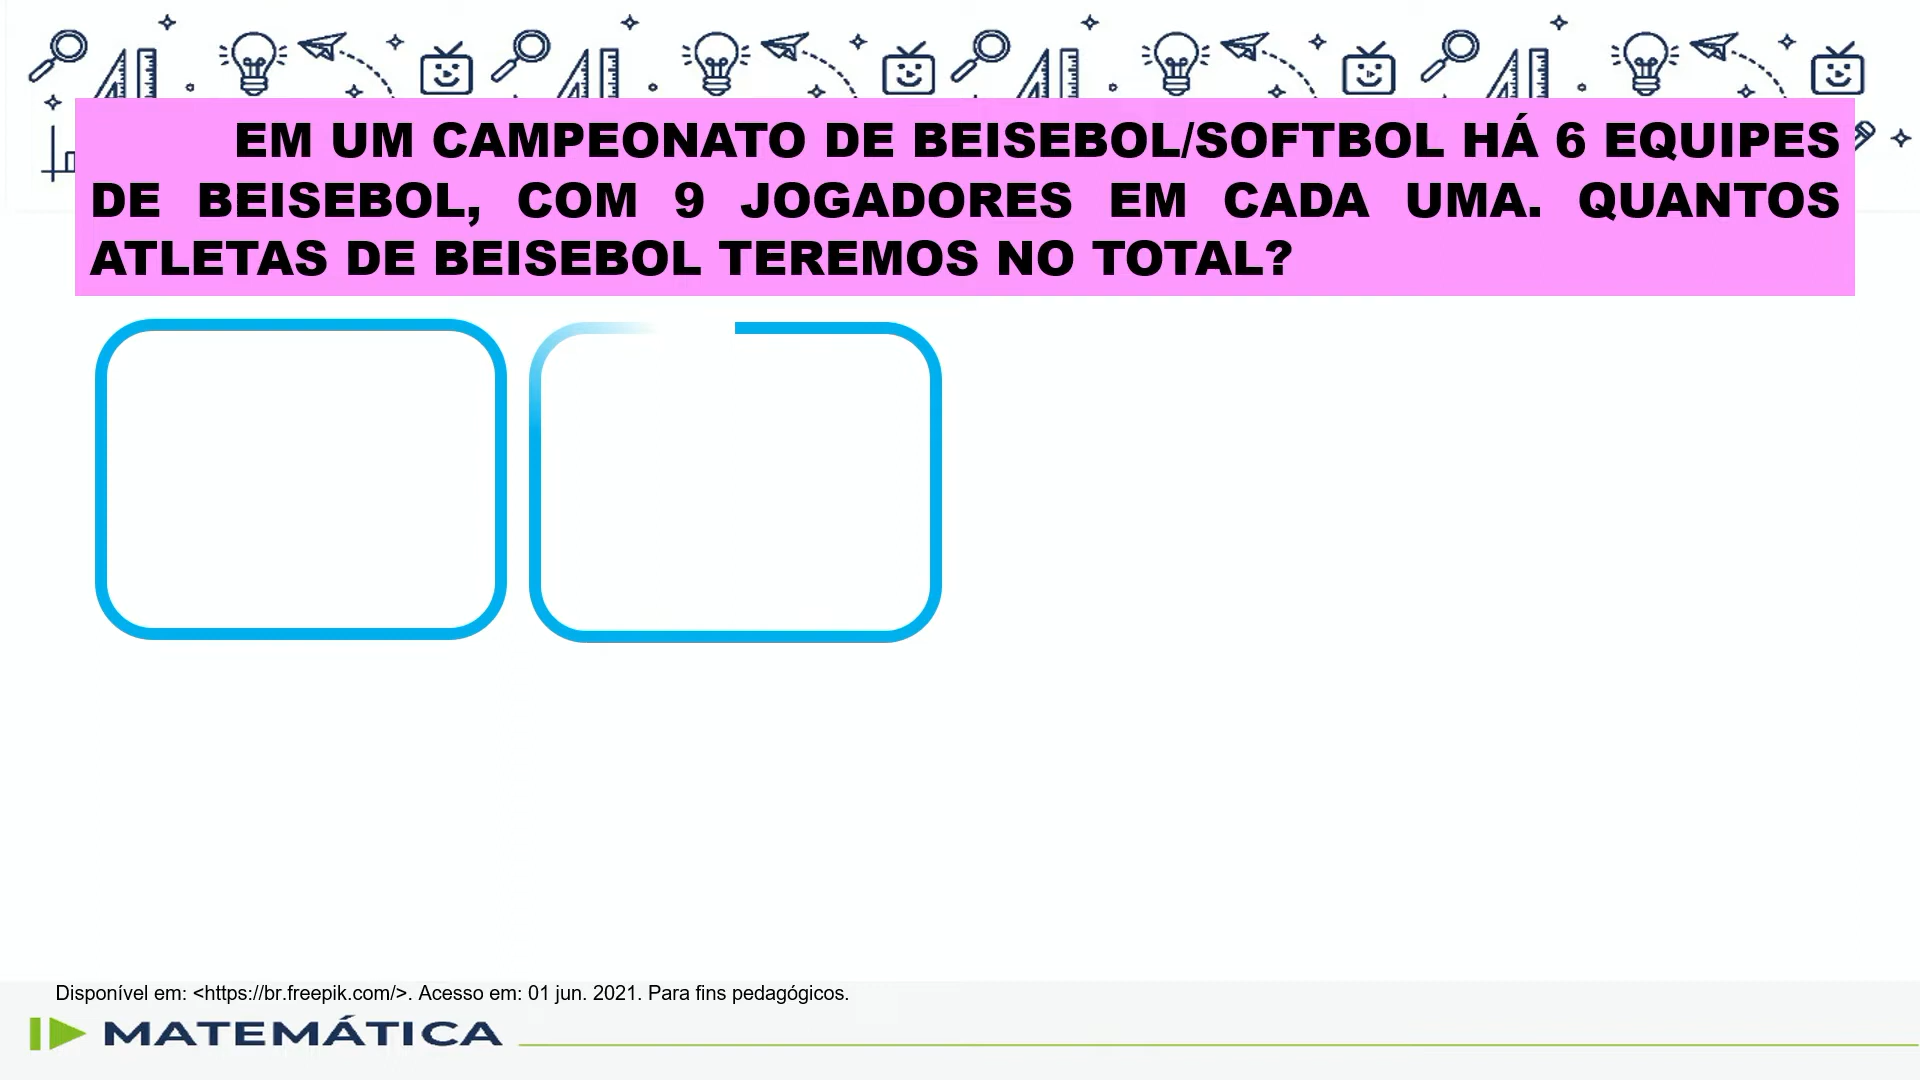 EM UM CAMPEONATO DE BEISEBOL/SOFTBOL HÁ 6 EQUIPES
DE BEISEBOL, COM 9 JOGADORES EM CADA UMA. QUANTOS
ATLETAS DE BEISEBOL TEREMOS NO TOTAL?
Disponível em: <https://br.freepik.com/>. Acesso em: 01 jun. 2021. Para fins pedagógicos.
MATEMÁTICA